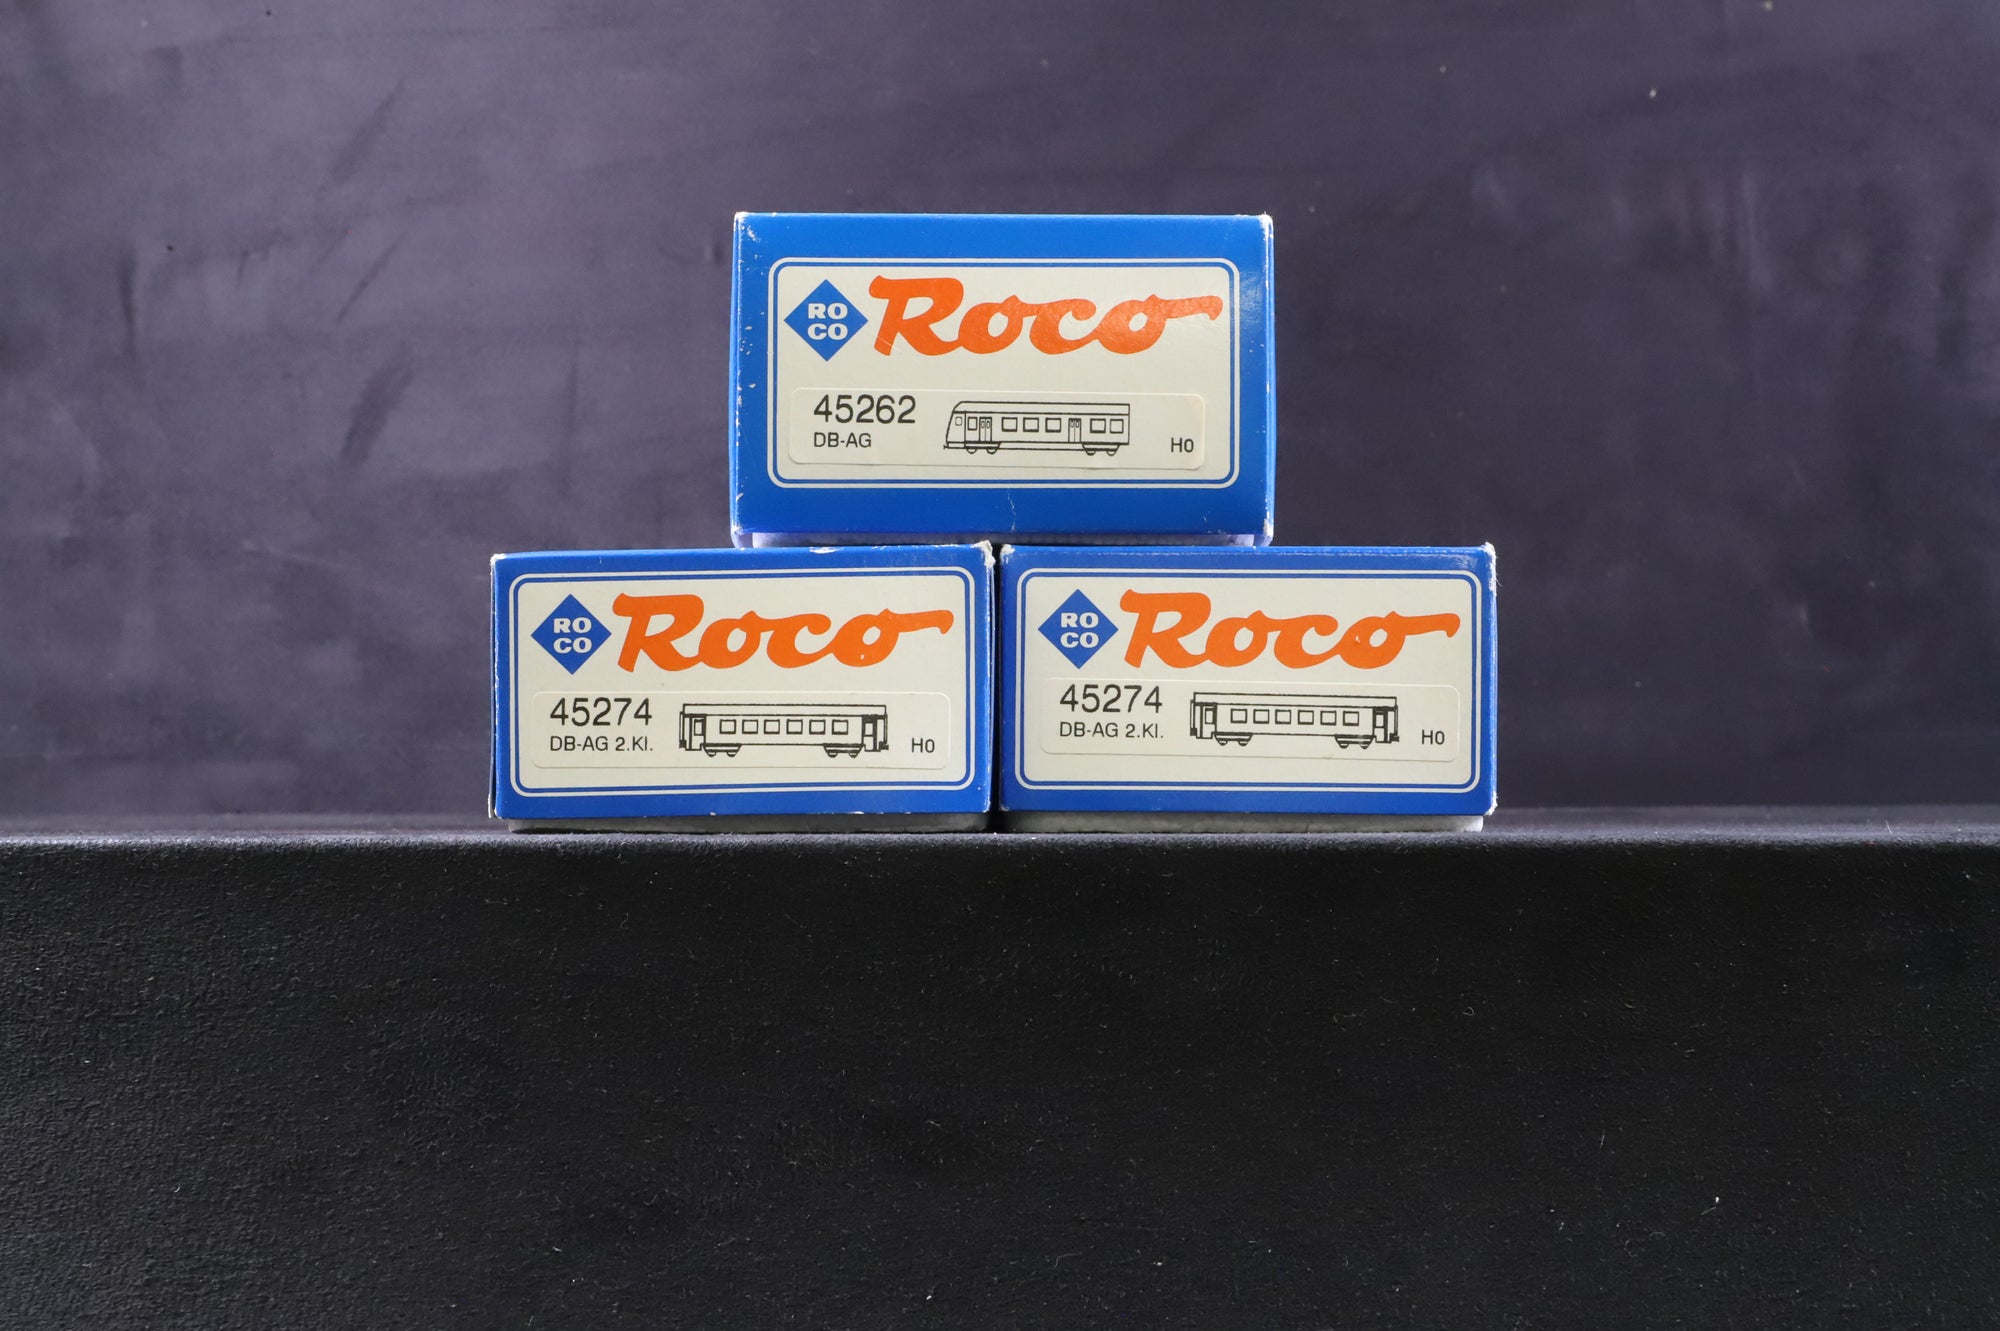 RO
CO
Roco
45262
DB-AG
H0
RO
CO
Roco
45274
DB-AG 2.Kl.
H0
RO
CO
Roco
45274
DB-AG 2.Kl.
H0